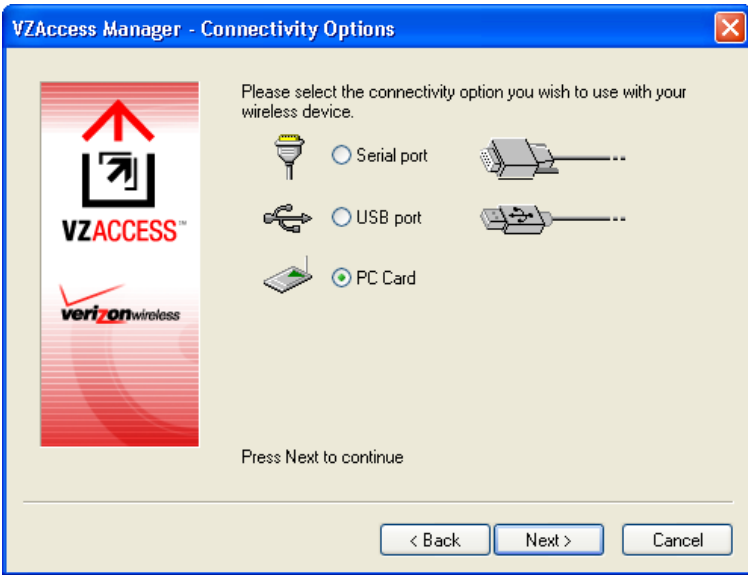 VZAccess Manager - Connectivity Options
Please select the connectivity option you wish to use with your
wireless device.
Serial port
USB port
PC Card
VZACCESS™
verizonwireless
Press Next to continue
< Back
Next >
Cancel